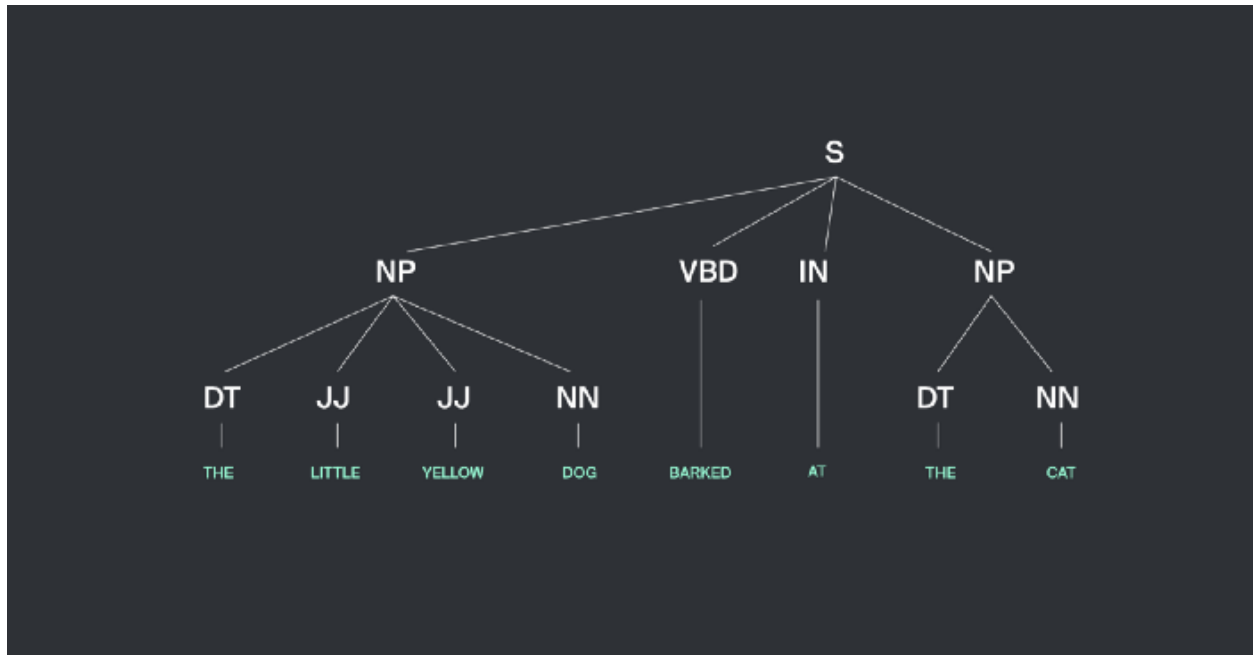 S
NP VBD IN NP
DT JJ JJ NN DT NN
THE LITTLE YELLOW DOG BARKED AT THE CAT